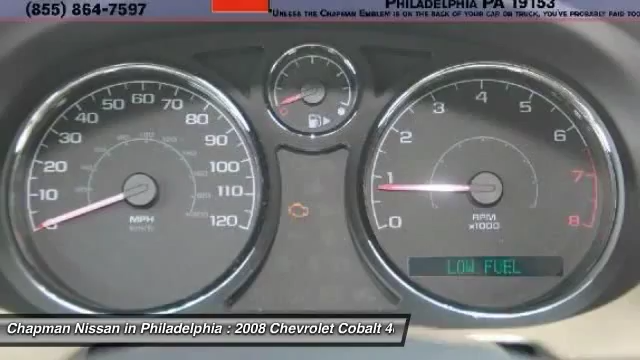 (855) 864-7597
PHILADELPHIA PA 19153
"UNLESS THE CHAPMAN EMBLEM IS ON THE BACK OF YOUR CAR OR TRUCK, YOU'VE PROBABLY PAID TOO
0 10 20 30 40 50 60 70 80 90 100 110 120
MPH
km/h
0 1 2 3 4 5 6 7 8
RPM
x1000
LOW FUEL
Chapman Nissan in Philadelphia : 2008 Chevrolet Cobalt 4